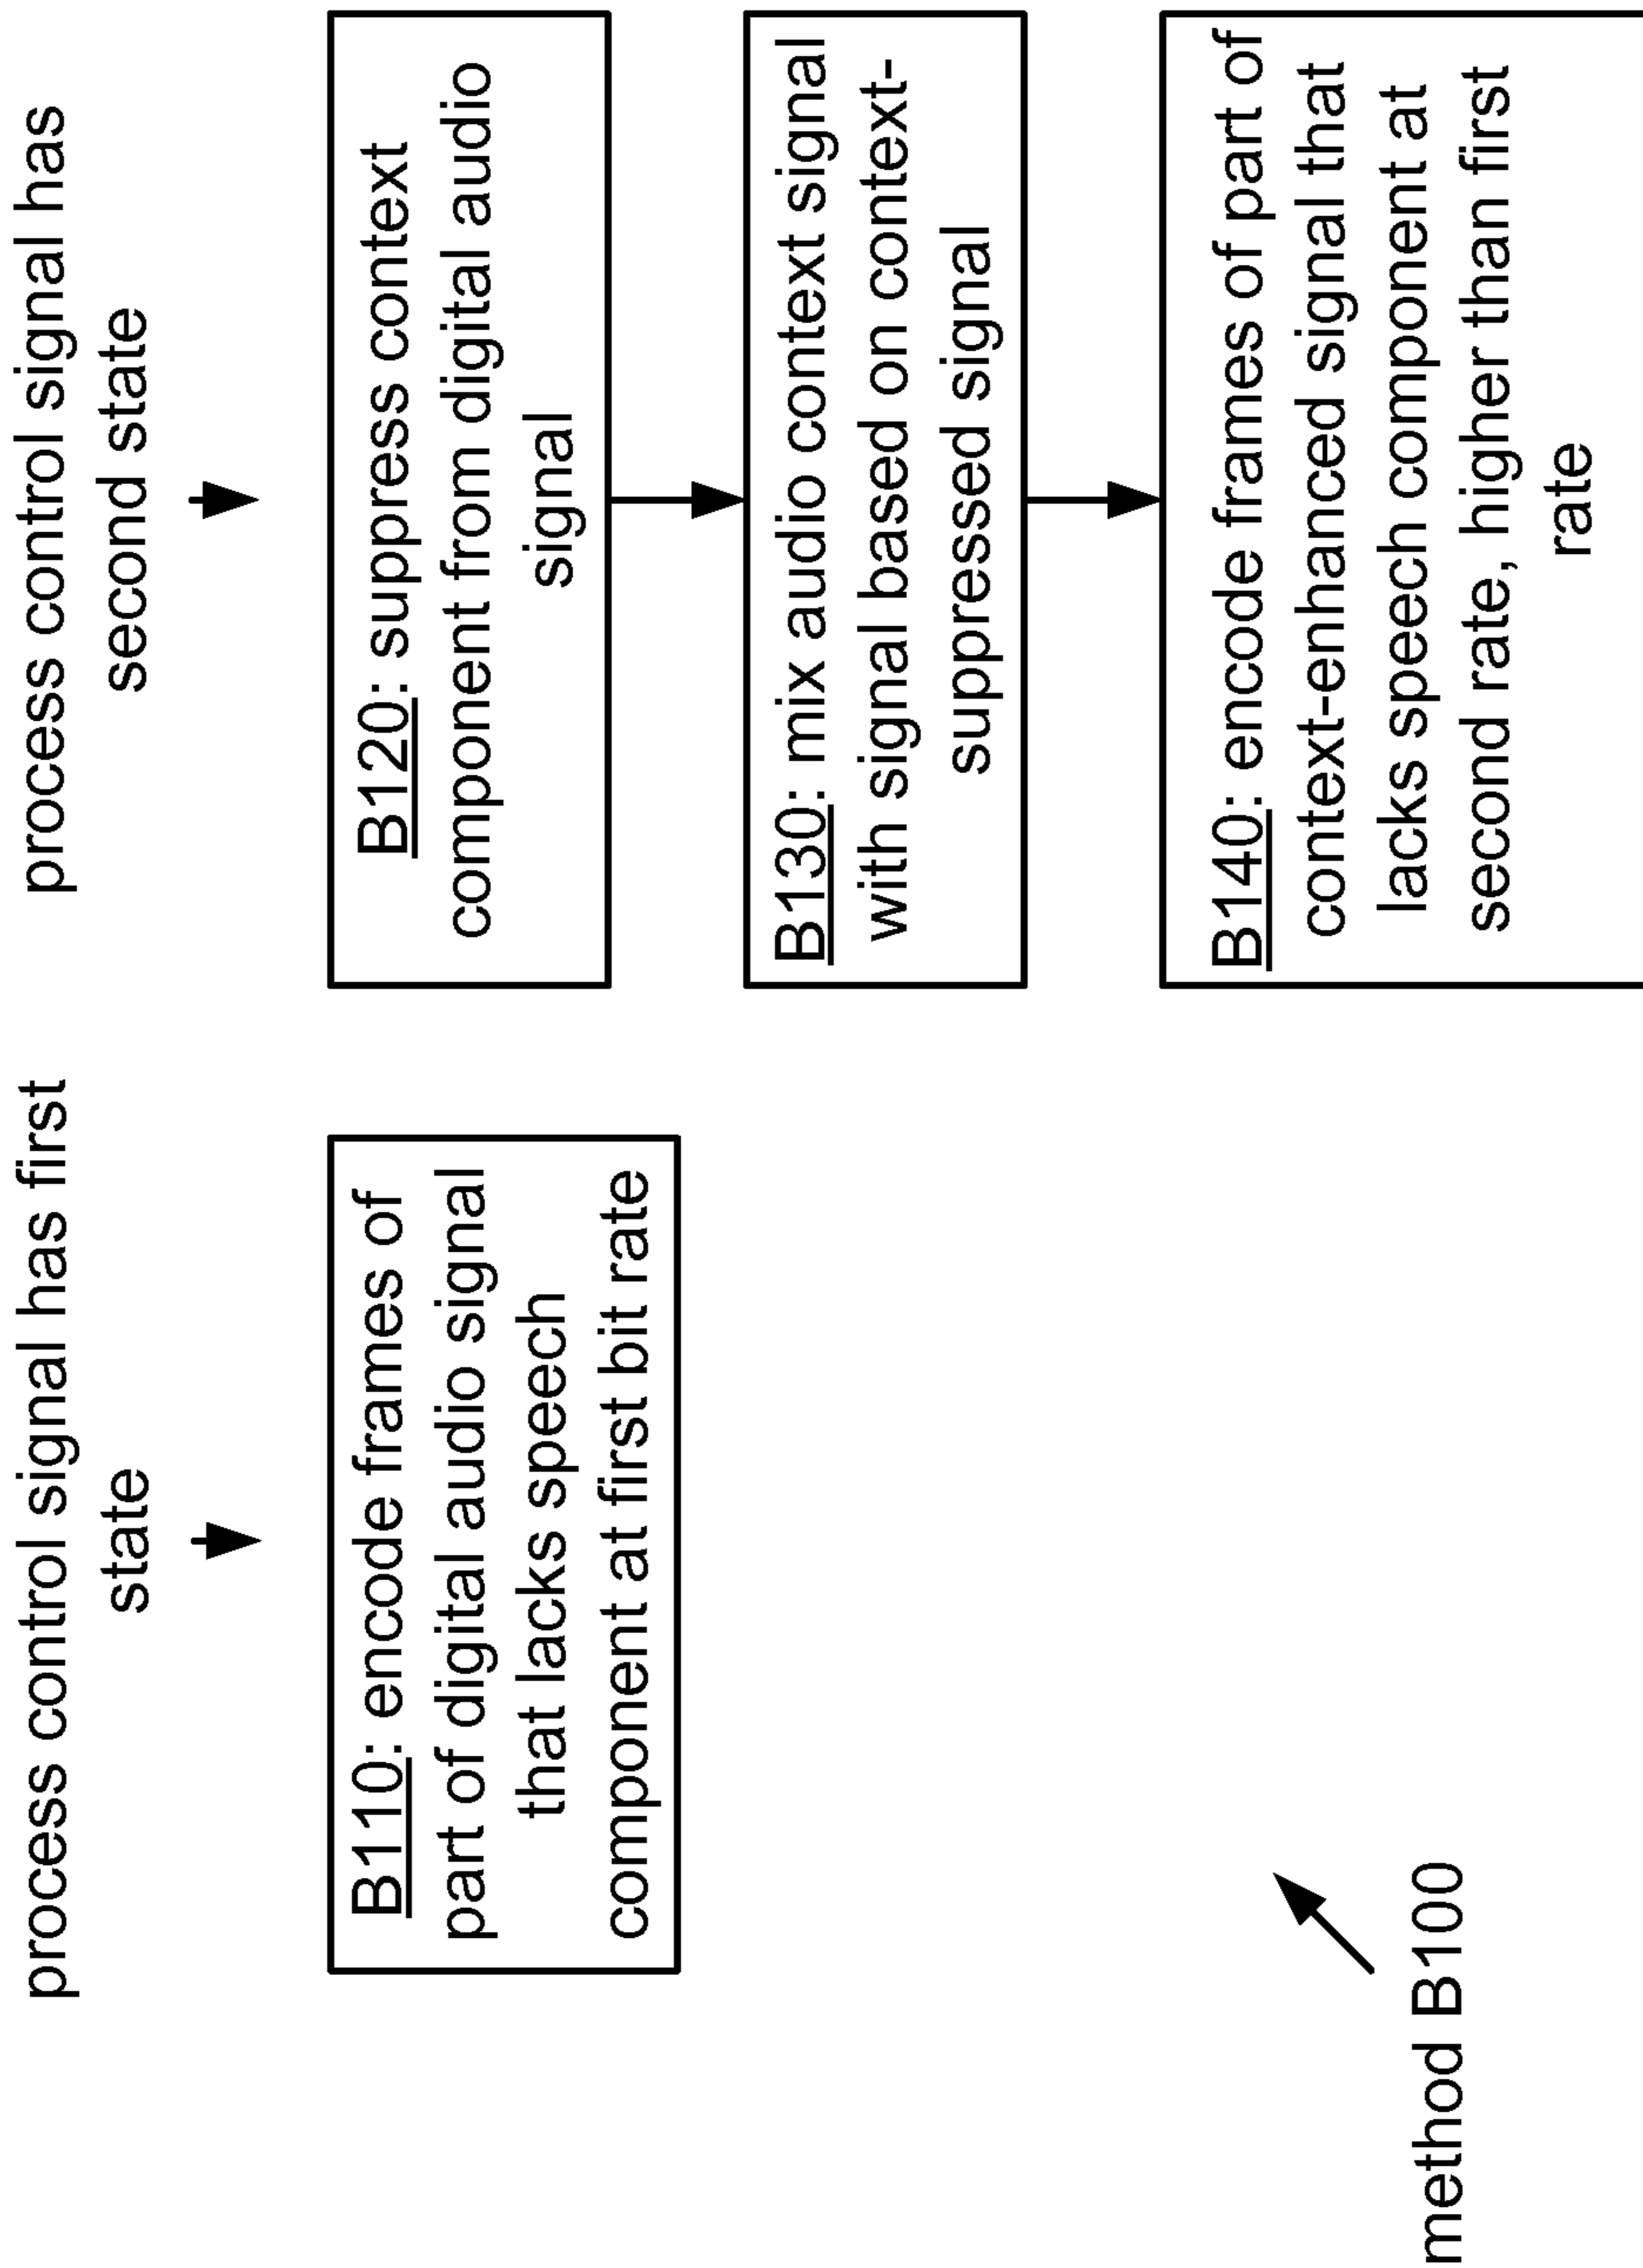 process control signal has first
state
B110: encode frames of
part of digital audio signal
that lacks speech
component at first bit rate
process control signal has
second state
B120: suppress context
component from digital audio
signal
B130: mix audio context signal
with signal based on context-
suppressed signal
B140: encode frames of part of
context-enhanced signal that
lacks speech component at
second rate, higher than first
rate
method B100